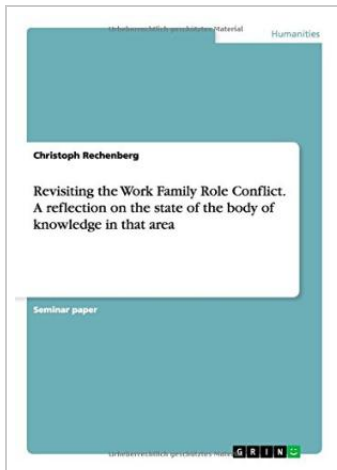 Urheberrechtlich geschütztes Material
Humanities
Christoph Rechenberg
Revisiting the Work Family Role Conflict.
A reflection on the state of the body of
knowledge in that area
Seminar paper
Urheberrechtlich geschütztes
GRIN